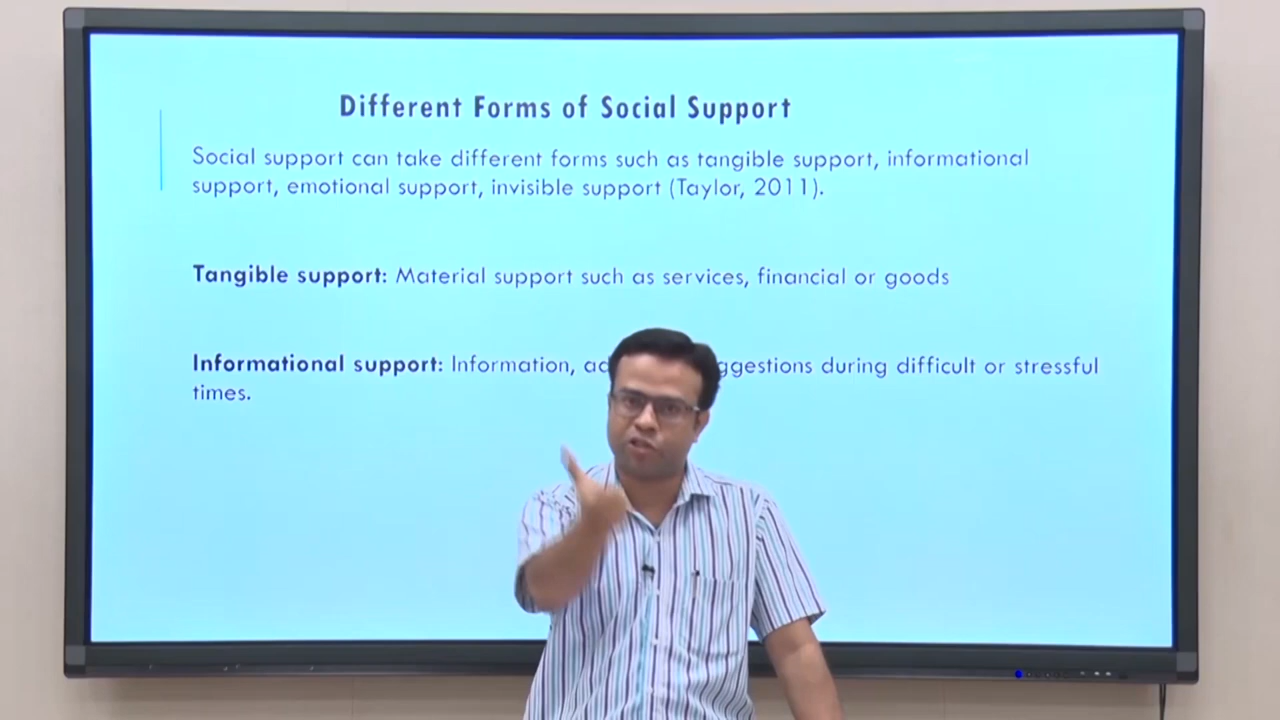 Different Forms of Social Support
Social support can take different forms such as tangible support, informational
support, emotional support, invisible support (Taylor, 2011).
Tangible support: Material support such as services, financial or goods
Informational support: Information, ggestions during difficult or stressful
times.